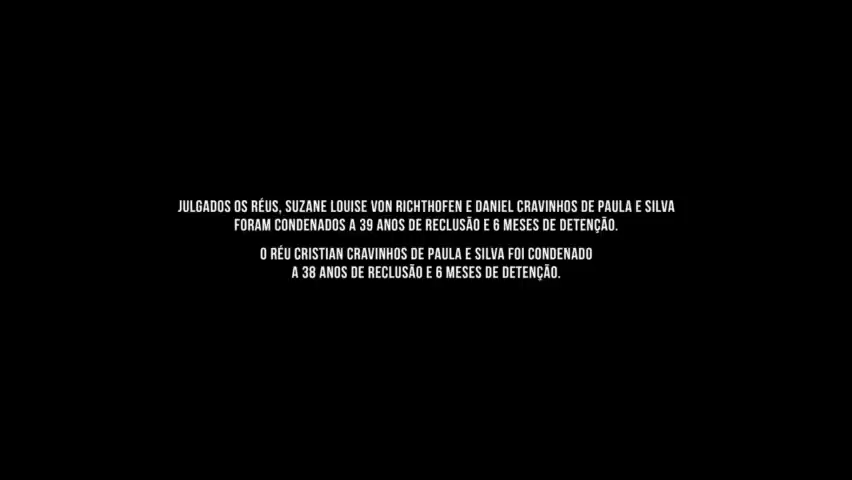 JULGADOS OS RÉUS, SUZANE LOUISE VON RICHTHOFEN E DANIEL CRAVINHOS DE PAULA E SILVA
FORAM CONDENADOS A 39 ANOS DE RECLUSÃO E 6 MESES DE DETENÇÃO.
O RÉU CRISTIAN CRAVINHOS DE PAULA E SILVA FOI CONDENADO
A 38 ANOS DE RECLUSÃO E 6 MESES DE DETENÇÃO.